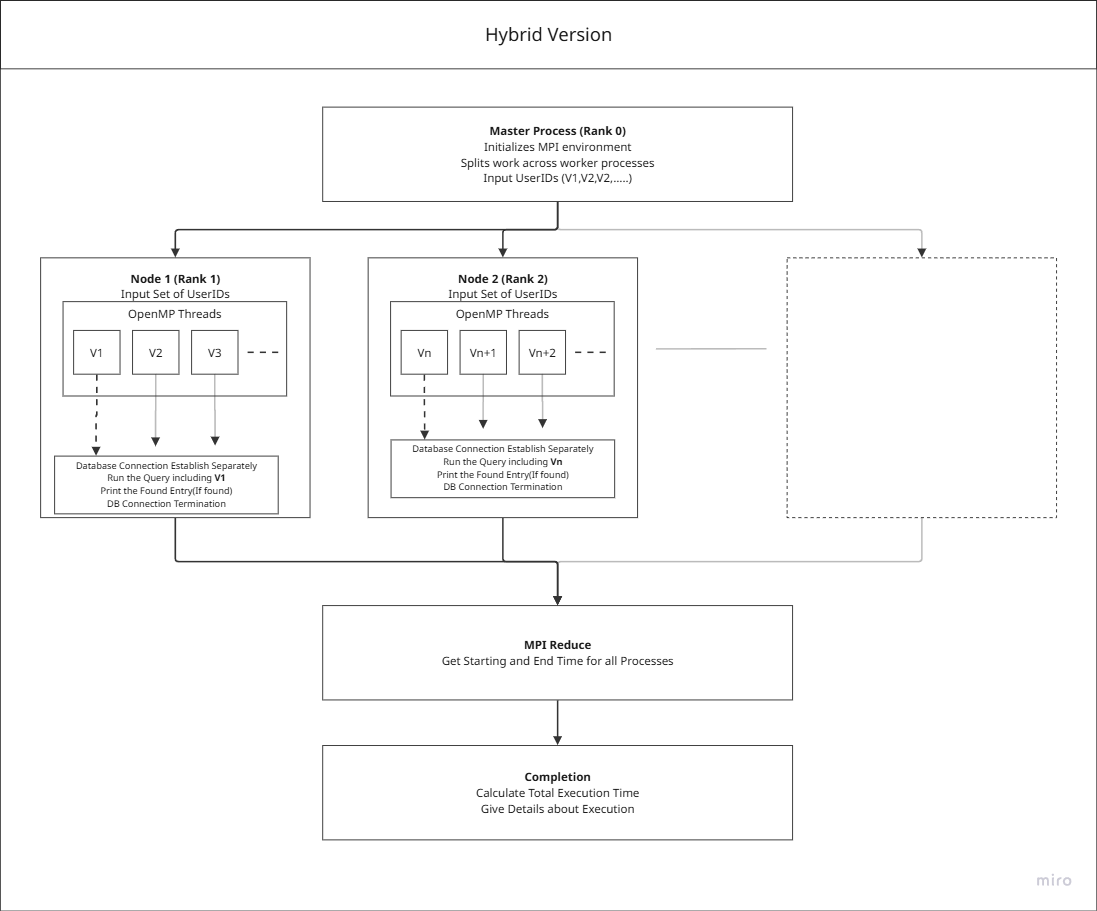 Hybrid Version
Master Process (Rank 0)
Initializes MPI environment
Splits work across worker processes
Input UserIDs (V1,V2,V2,.....)
Node 1 (Rank 1)
Input Set of UserIDs
OpenMP Threads
V1
V2
V3
Database Connection Establish Separately
Run the Query including V1
Print the Found Entry(If found)
DB Connection Termination
Node 2 (Rank 2)
Input Set of UserIDs
OpenMP Threads
Vn
Vn+1
Vn+2
Database Connection Establish Separately
Run the Query including Vn
Print the Found Entry(If found)
DB Connection Termination
MPI Reduce
Get Starting and End Time for all Processes
Completion
Calculate Total Execution Time
Give Details about Execution
miro